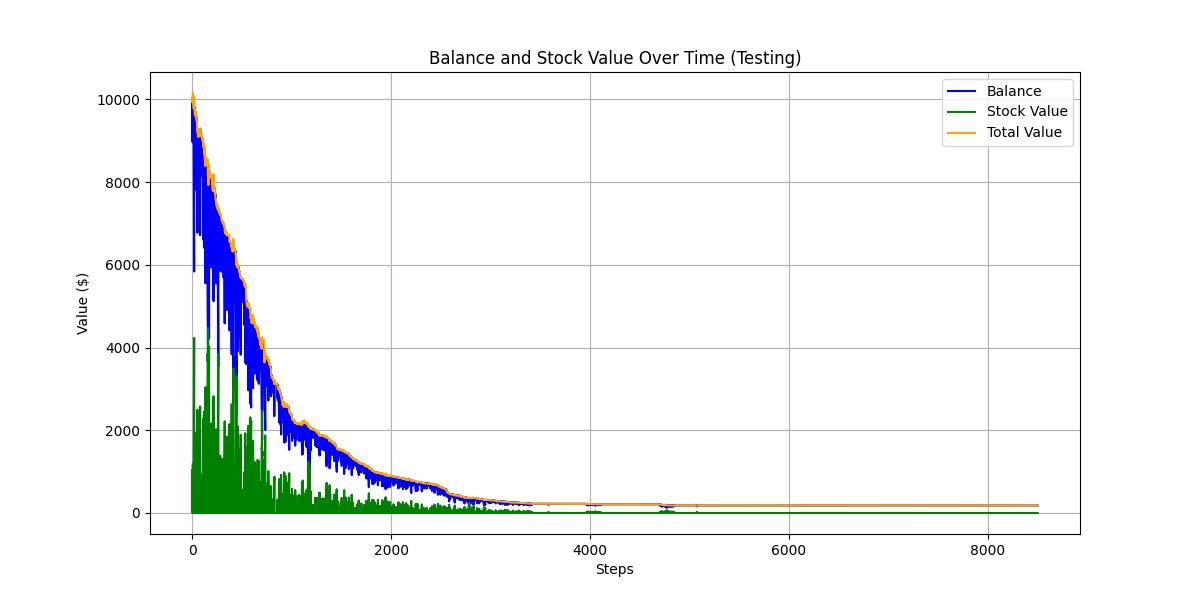 Balance and Stock Value Over Time (Testing)
Balance
Stock Value
Total Value
10000
8000
6000
4000
2000
0
Value ($)
0 2000 4000 6000 8000
Steps